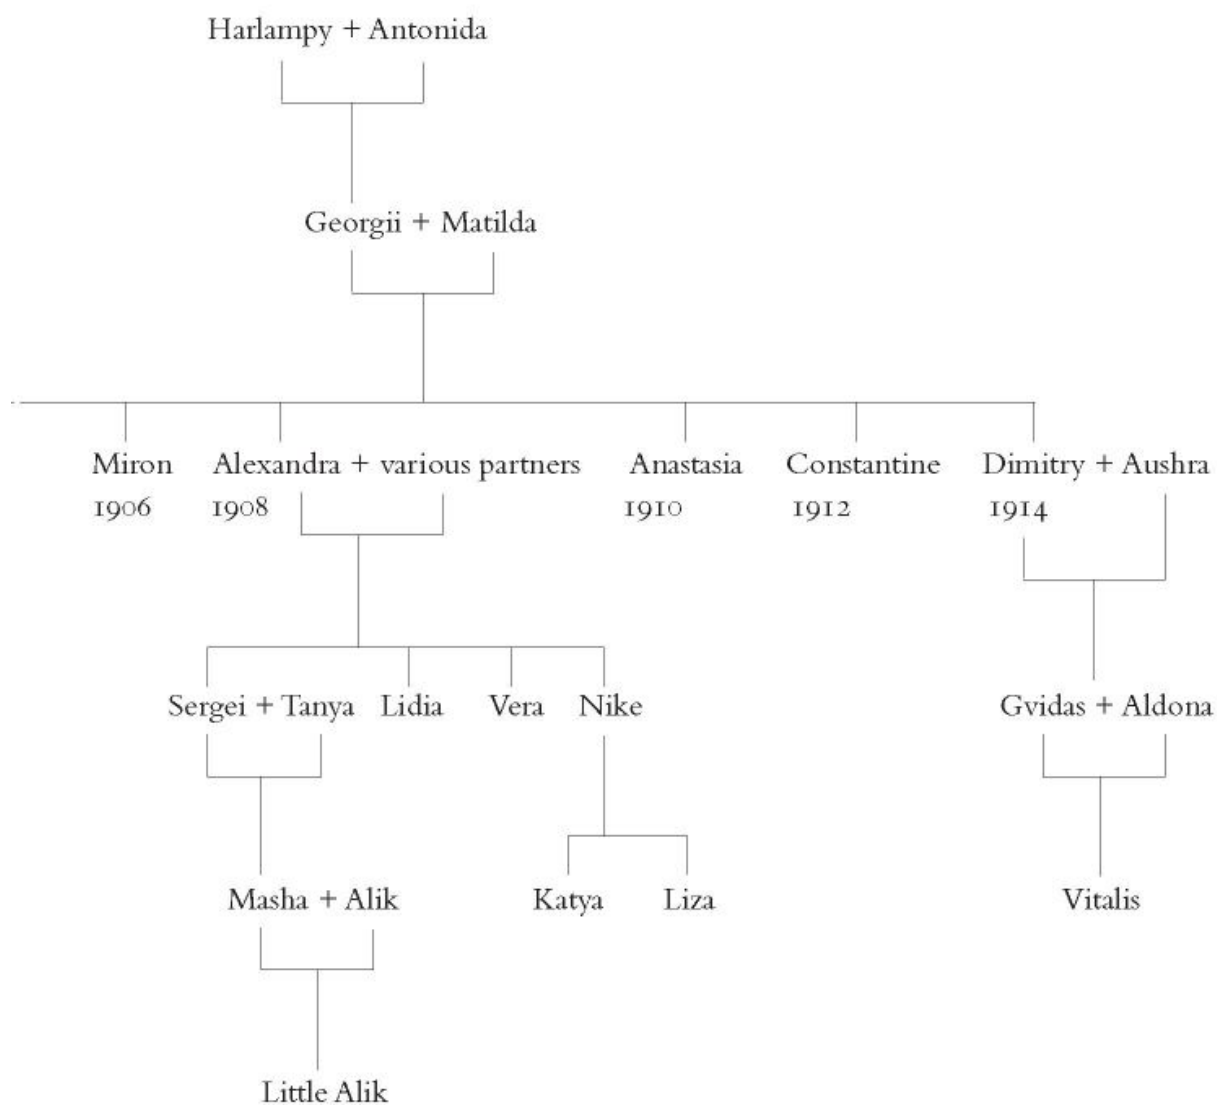 Harlampy + Antonida
Georgii + Matilda
Miron Alexandra + various partners Anastasia Constantine Dimitry + Aushra
1906 1908 1910 1912 1914
Sergei + Tanya Lidia Vera Nike Gvidas + Aldona
Masha + Alik Katya Liza Vitalis
Little Alik